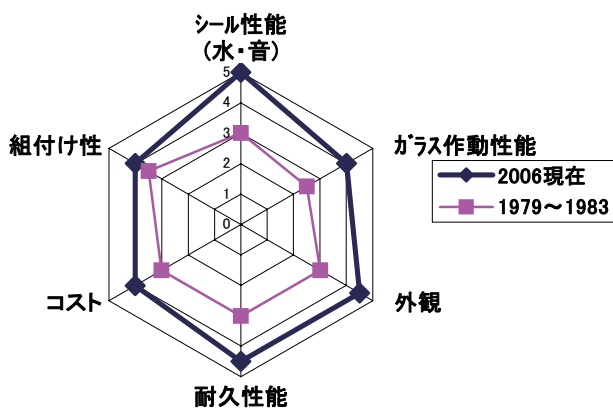 シール性能
(水・音)
5
4
3
2
1
0
組付け性
ガラス作動性能
2006現在
1979〜1983
コスト
外観
耐久性能